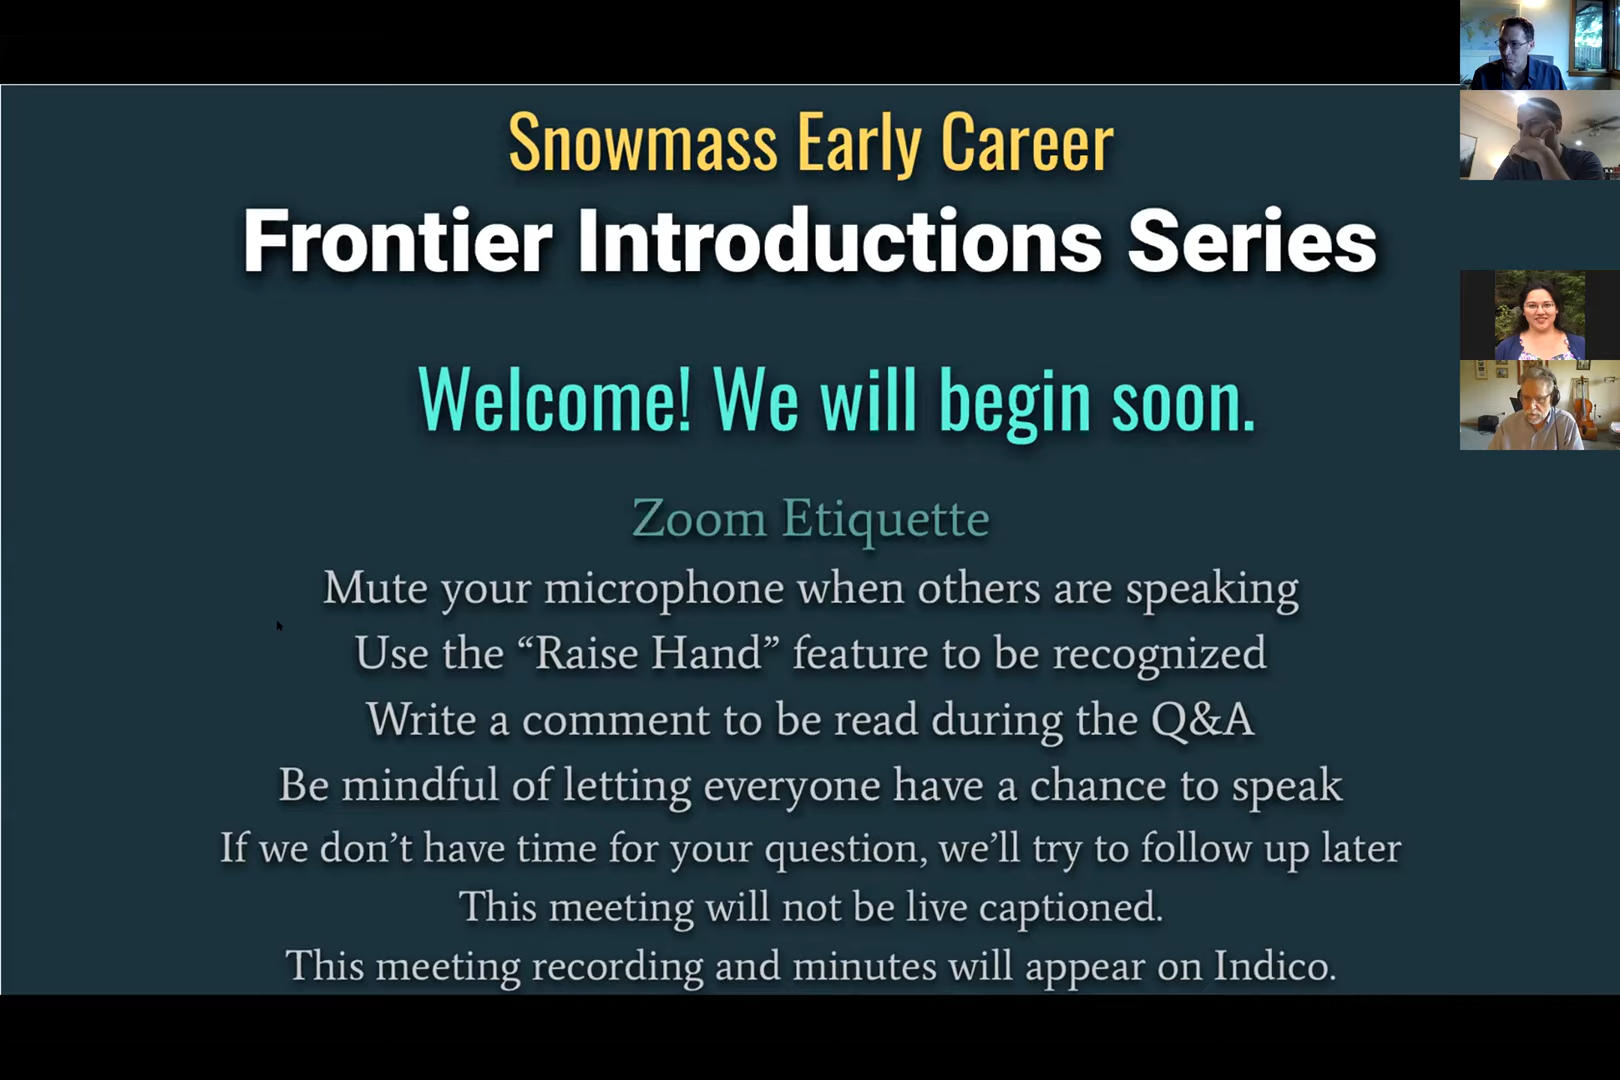 Snowmass Early Career
Frontier Introductions Series
Welcome! We will begin soon.
Zoom Etiquette
Mute your microphone when others are speaking
Use the “Raise Hand” feature to be recognized
Write a comment to be read during the Q&A
Be mindful of letting everyone have a chance to speak
If we don’t have time for your question, we’ll try to follow up later
This meeting will not be live captioned.
This meeting recording and minutes will appear on Indico.